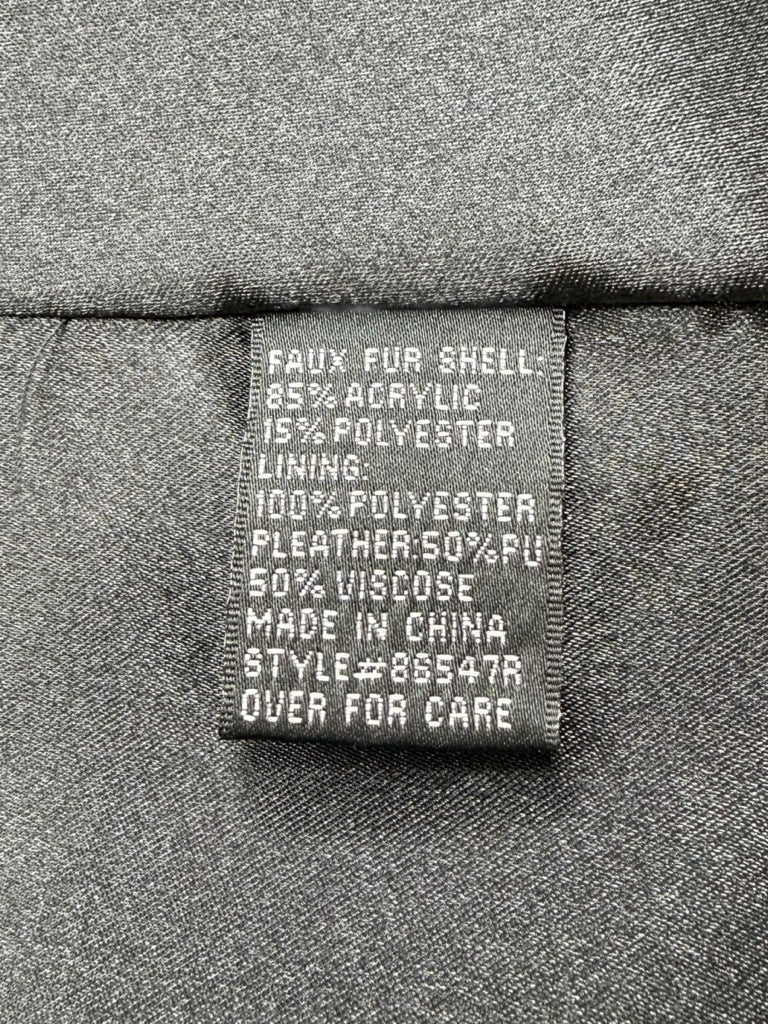 FAUX FUR SHELL:
85% ACRYLIC
15% POLYESTER
LINING:
100% POLYESTER
PLEATHER:50%PU
50% VISCOSE
MADE IN CHINA
STYLE#86547R
OVER FOR CARE